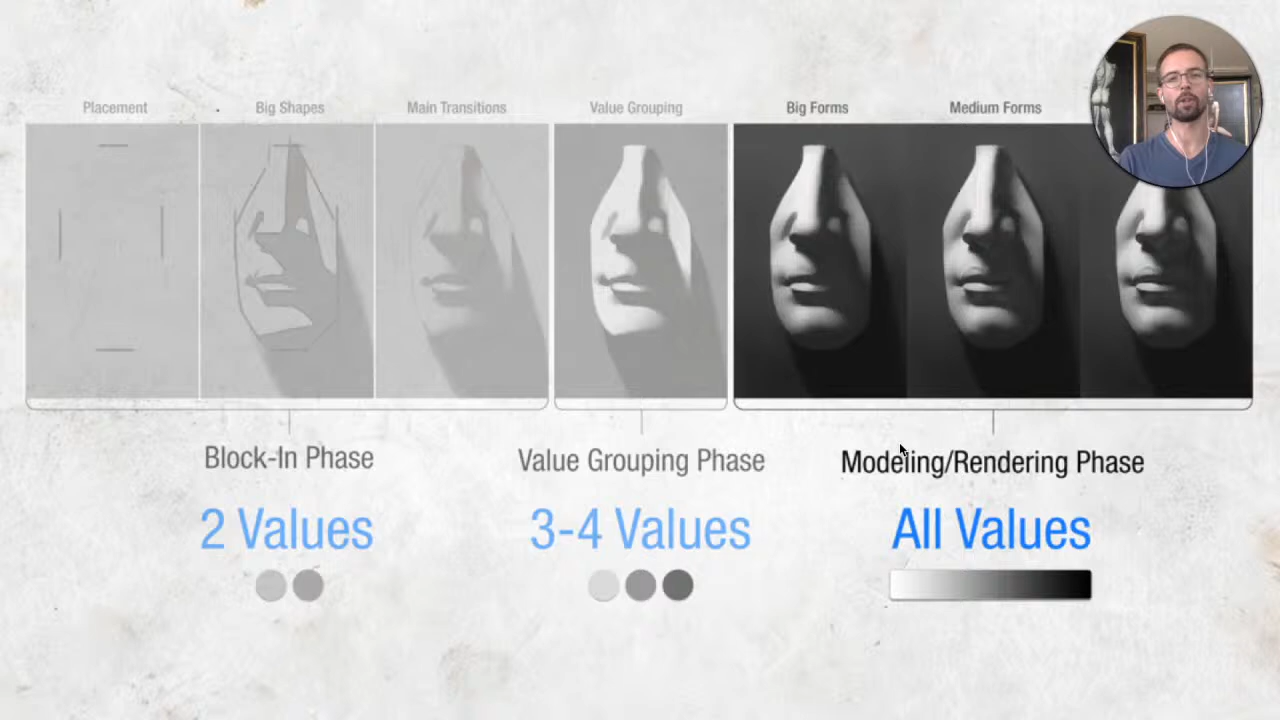 Placement
Big Shapes
Main Transitions
Value Grouping
Big Forms
Medium Forms
Block-In Phase
Value Grouping Phase
Modeling/Rendering Phase
2 Values
3-4 Values
All Values